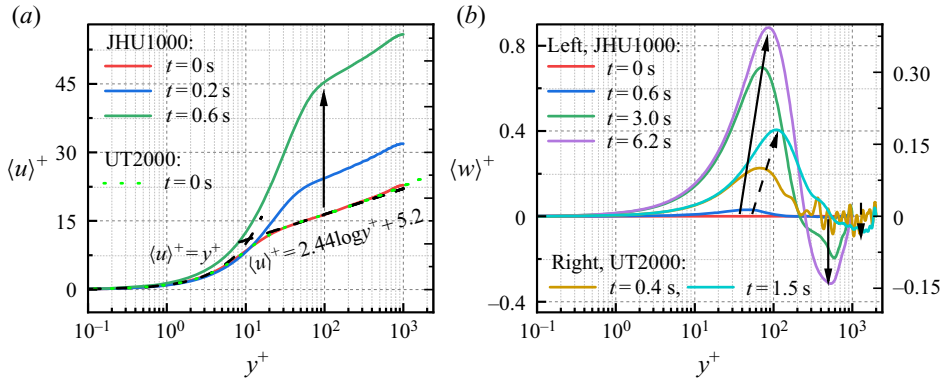 (a)
JHU1000:
t = 0 s
t = 0.2 s
t = 0.6 s
UT2000:
t = 0 s
⟨u⟩+ = y+
⟨u⟩+ = 2.44logy+ + 5.2
60
45
30
15
0
⟨u⟩+
10−1
100
101
102
103
y+
(b)
Left, JHU1000:
t = 0 s
t = 0.6 s
t = 3.0 s
t = 6.2 s
Right, UT2000:
t = 0.4 s,
t = 1.5 s
0.8
0.4
0
−0.4
⟨w⟩+
0.30
0.15
0
−0.15
10−1
100
101
102
103
y+